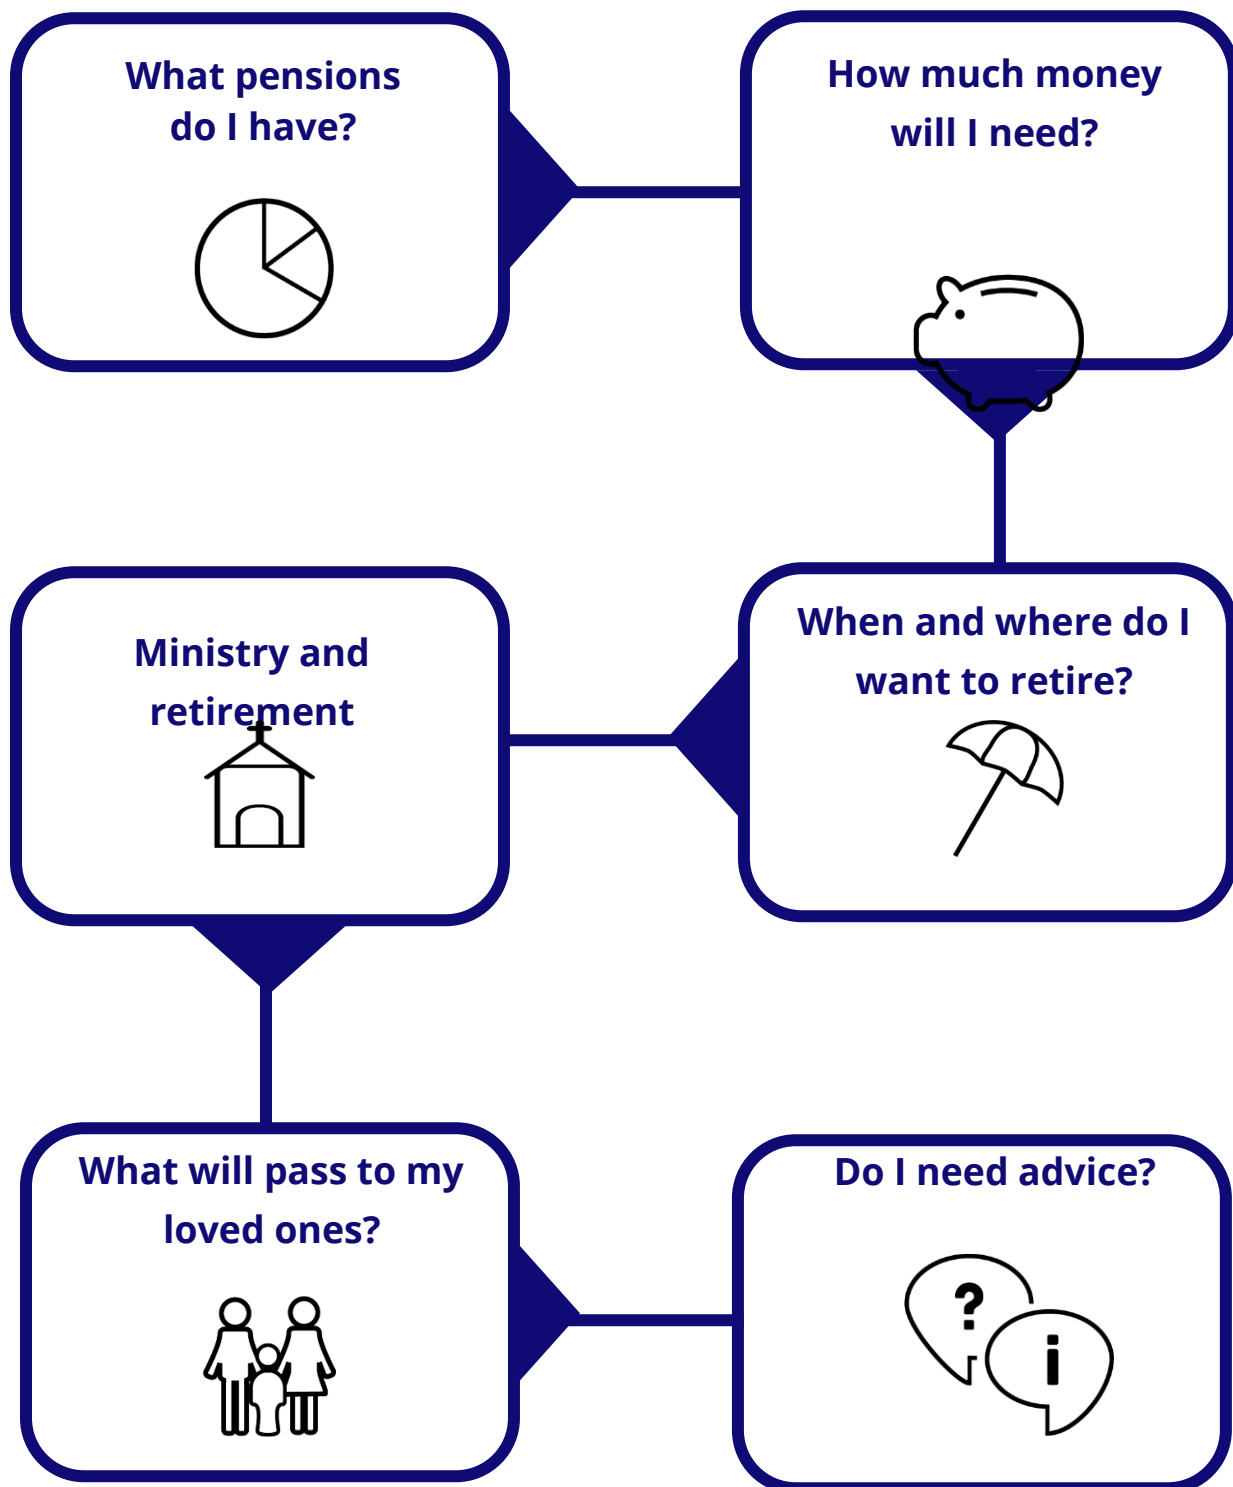 What pensions
do I have?
How much money
will I need?
When and where do I
want to retire?
Ministry and
retirement
What will pass to my
loved ones?
Do I need advice?
?
i